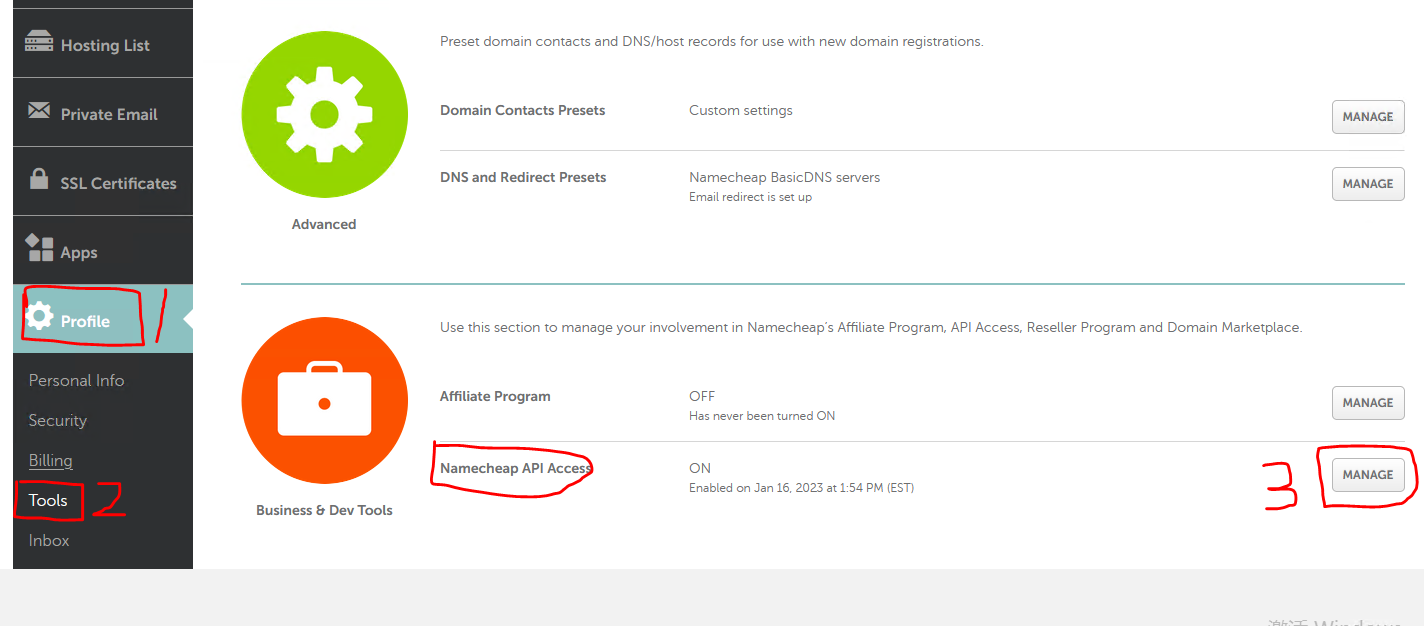 Hosting List
Private Email
SSL Certificates
Apps
Profile 1
Personal Info
Security
Billing
Tools 2
Inbox
Preset domain contacts and DNS/host records for use with new domain registrations.
Domain Contacts Presets Custom settings MANAGE
DNS and Redirect Presets Namecheap BasicDNS servers MANAGE
Email redirect is set up
Advanced
Use this section to manage your involvement in Namecheap's Affiliate Program, API Access, Reseller Program and Domain Marketplace.
Affiliate Program OFF MANAGE
Has never been turned ON
Namecheap API Access ON 3 MANAGE
Enabled on Jan 16, 2023 at 1:54 PM (EST)
Business & Dev Tools
激活 Windows